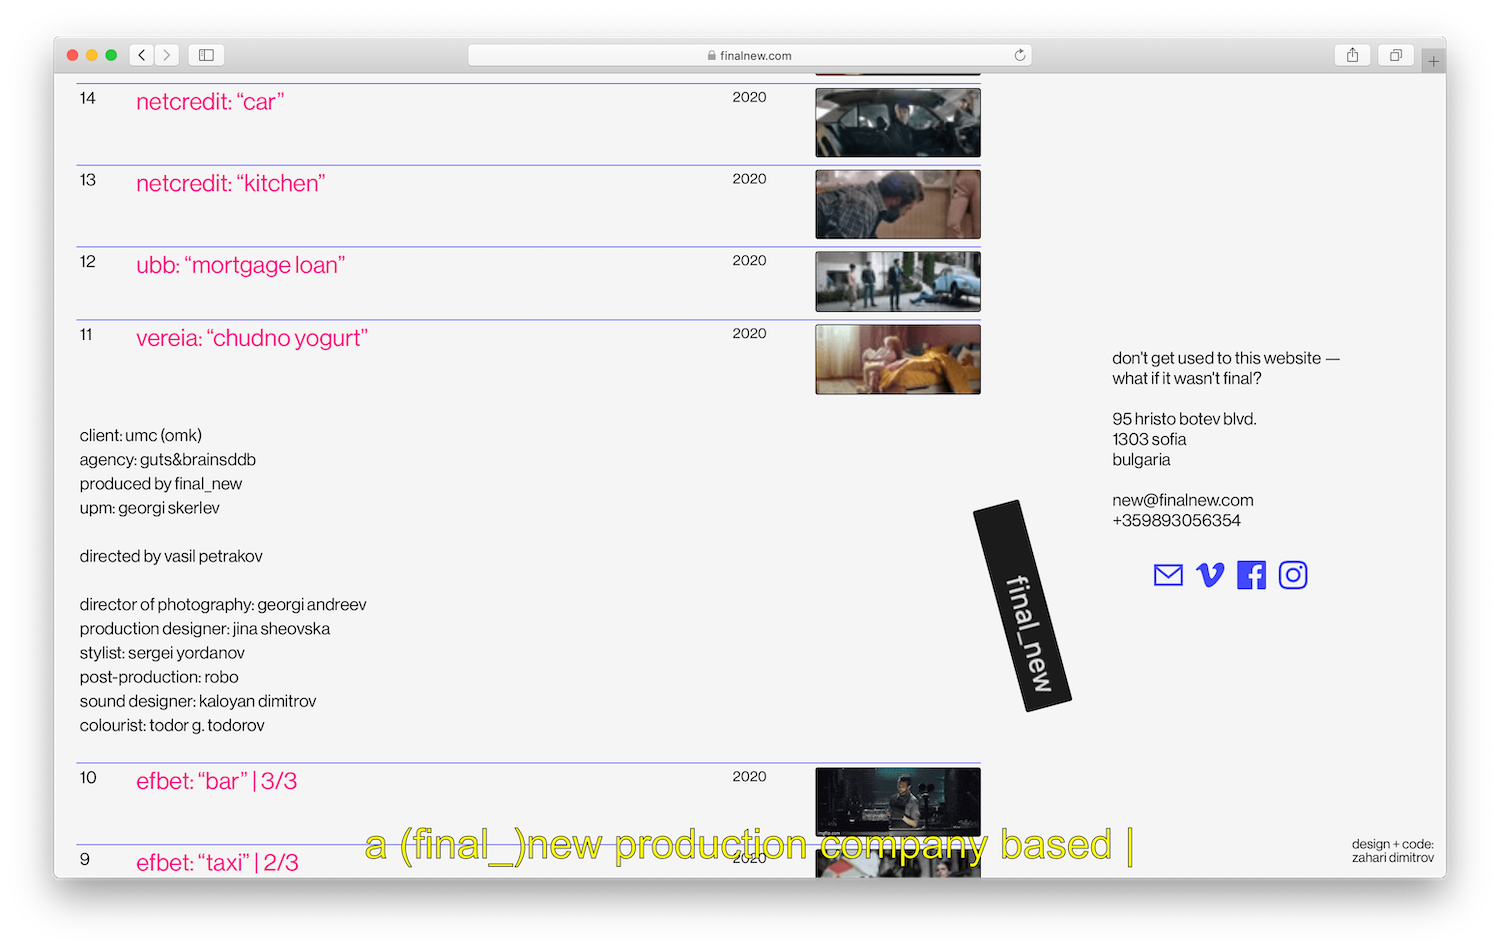 finalnew.com
14 netcredit: “car” 2020
13 netcredit: “kitchen” 2020
12 ubb: “mortgage loan” 2020
11 vereia: “chudno yogurt” 2020
client: umc (omk)
agency: guts&brainsddb
produced by final_new
upm: georgi skerlev
directed by vasil petrakov
director of photography: georgi andreev
production designer: jina sheovska
stylist: sergei yordanov
post-production: robo
sound designer: kaloyan dimitrov
colourist: todor g. todorov
10 efbet: “bar” | 3/3 2020
imgflip.com
9 efbet: “taxi” | 2/3 2020
a (final_)new production company based |
final_new
don't get used to this website —
what if it wasn't final?
95 hristo botev blvd.
1303 sofia
bulgaria
new@finalnew.com
+359893056354
design + code:
zahari dimitrov